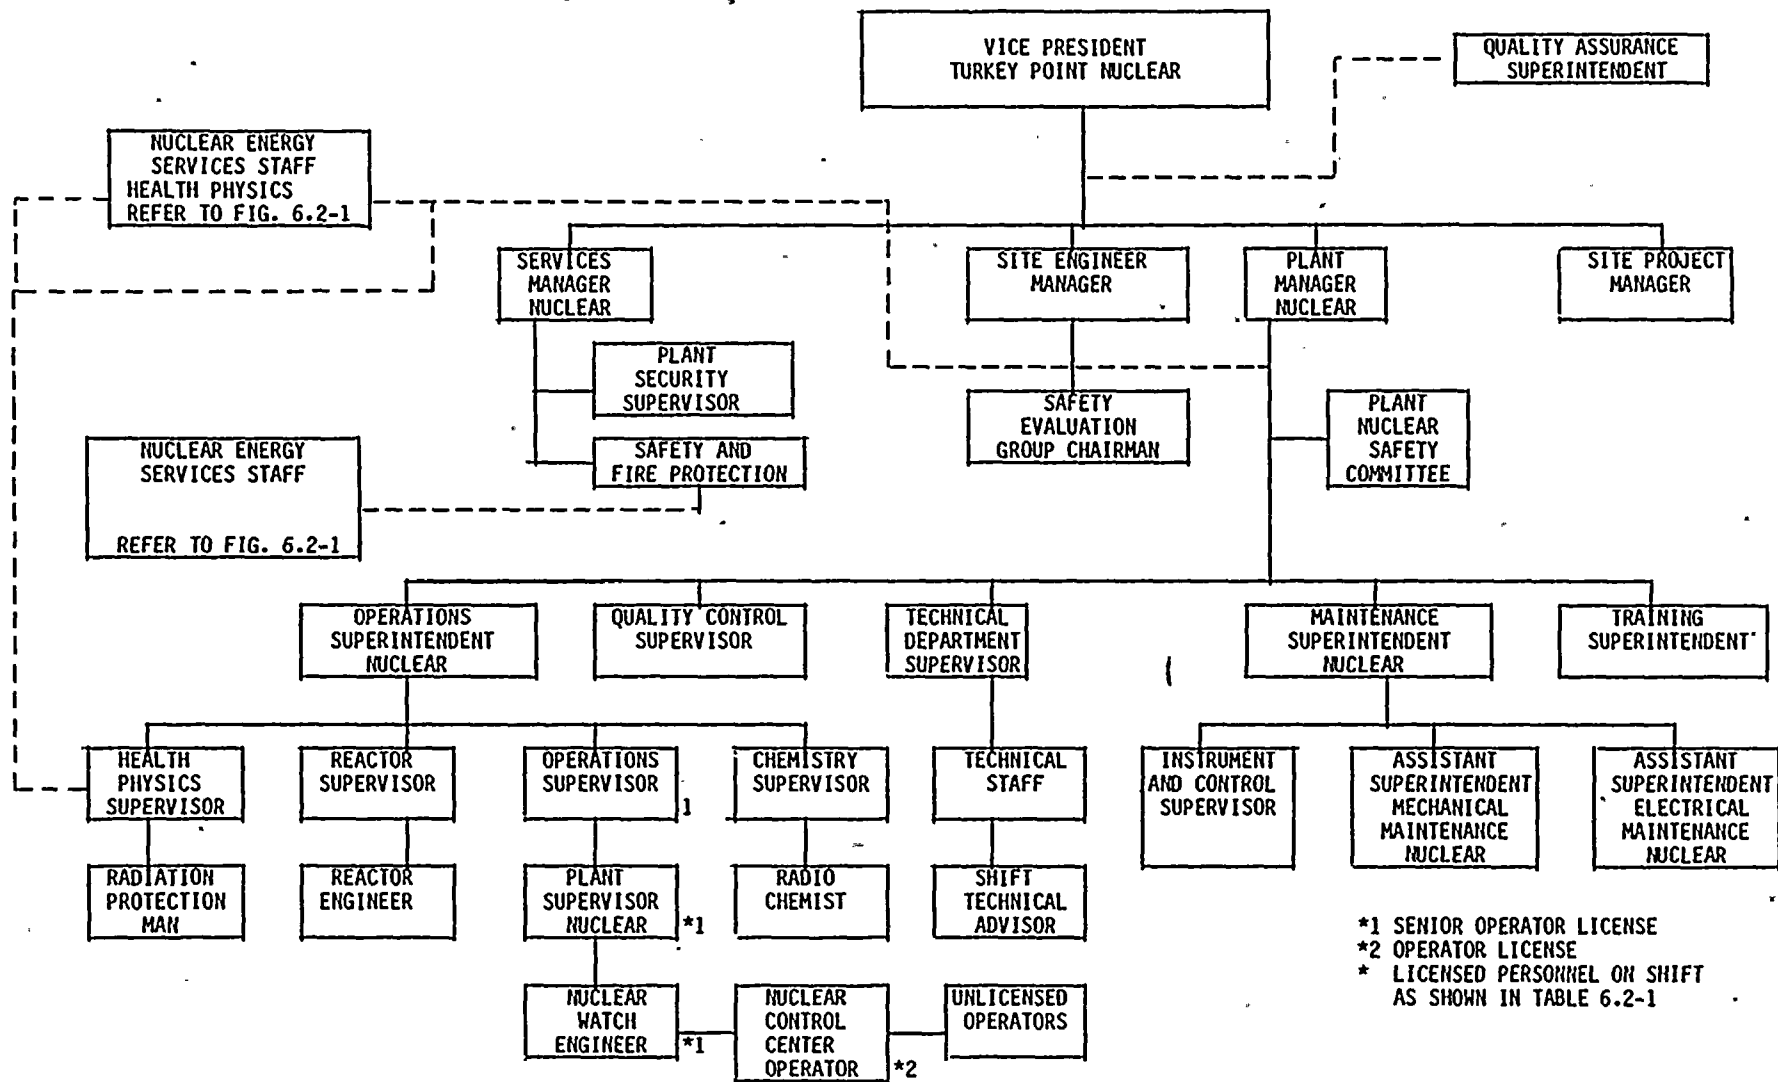 VICE PRESIDENT
TURKEY POINT NUCLEAR
QUALITY ASSURANCE
SUPERINTENDENT
NUCLEAR ENERGY
SERVICES STAFF
HEALTH PHYSICS
REFER TO FIG. 6.2-1
SERVICES
MANAGER
NUCLEAR
SITE ENGINEER
MANAGER
PLANT
MANAGER
NUCLEAR
SITE PROJECT
MANAGER
PLANT
SECURITY
SUPERVISOR
SAFETY AND
FIRE PROTECTION
SAFETY
EVALUATION
GROUP CHAIRMAN
PLANT
NUCLEAR
SAFETY
COMMITTEE
NUCLEAR ENERGY
SERVICES STAFF
REFER TO FIG. 6.2-1
OPERATIONS
SUPERINTENDENT
NUCLEAR
QUALITY CONTROL
SUPERVISOR
TECHNICAL
DEPARTMENT
SUPERVISOR
MAINTENANCE
SUPERINTENDENT
NUCLEAR
TRAINING
SUPERINTENDENT
HEALTH
PHYSICS
SUPERVISOR
REACTOR
SUPERVISOR
OPERATIONS
SUPERVISOR
1
CHEMISTRY
SUPERVISOR
TECHNICAL
STAFF
INSTRUMENT
AND CONTROL
SUPERVISOR
ASSISTANT
SUPERINTENDENT
MECHANICAL
MAINTENANCE
NUCLEAR
ASSISTANT
SUPERINTENDENT
ELECTRICAL
MAINTENANCE
NUCLEAR
RADIATION
PROTECTION
MAN
REACTOR
ENGINEER
PLANT
SUPERVISOR
NUCLEAR *1
RADIO
CHEMIST
SHIFT
TECHNICAL
ADVISOR
*1 SENIOR OPERATOR LICENSE
*2 OPERATOR LICENSE
* LICENSED PERSONNEL ON SHIFT
AS SHOWN IN TABLE 6.2-1
NUCLEAR
WATCH
ENGINEER *1
NUCLEAR
CONTROL
CENTER
OPERATOR *2
UNLICENSED
OPERATORS